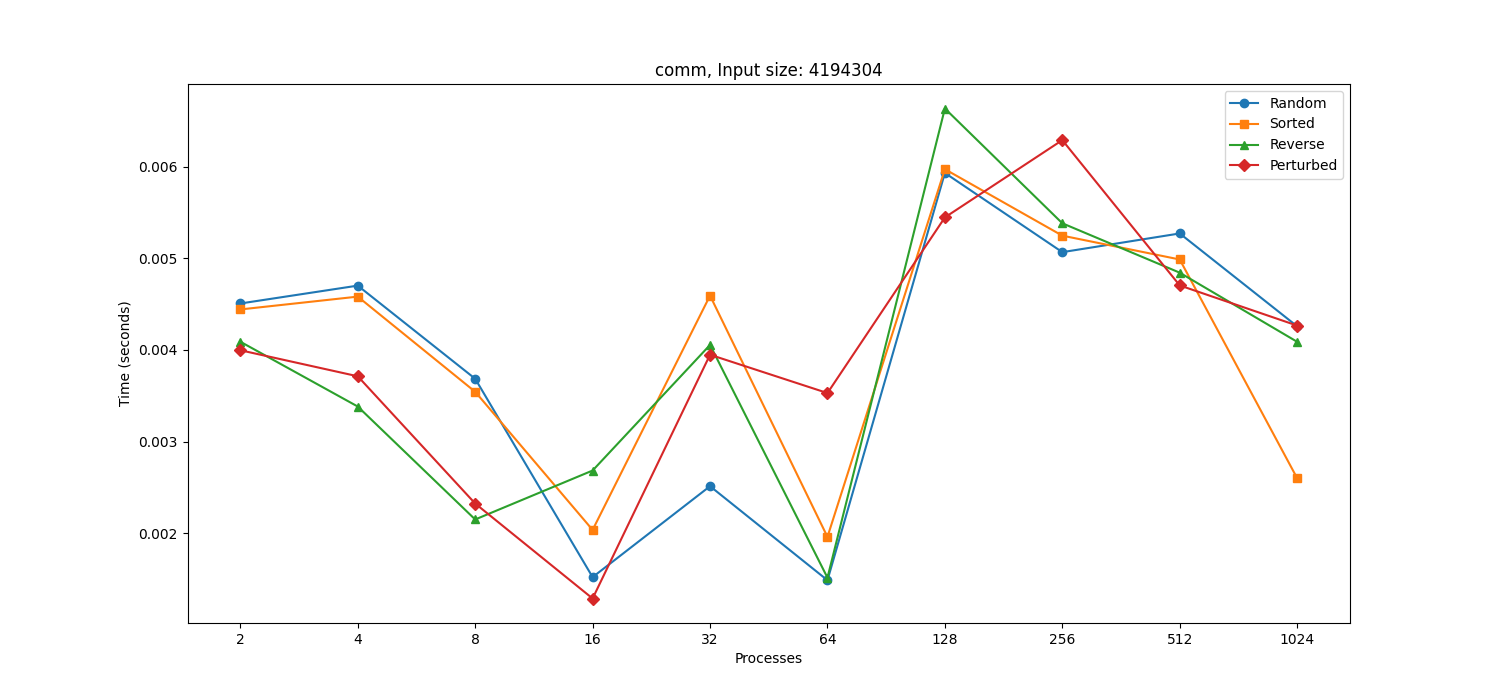 comm, Input size: 4194304
Random
Sorted
Reverse
Perturbed
0.006
0.005
0.004
0.003
0.002
Time (seconds)
2 4 8 16 32 64 128 256 512 1024
Processes